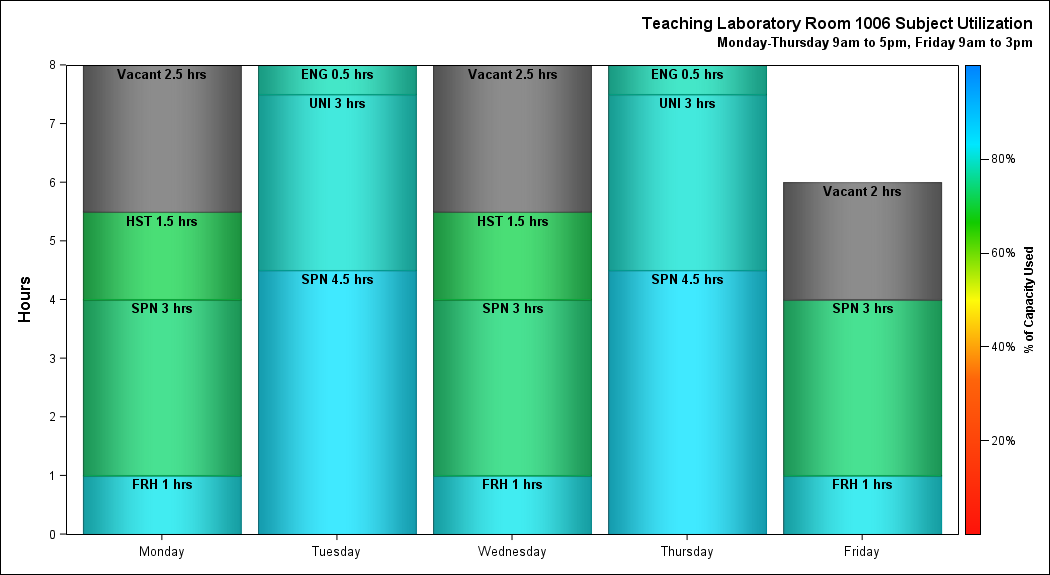 Teaching Laboratory Room 1006 Subject Utilization
Monday-Thursday 9am to 5pm, Friday 9am to 3pm
Hours
8
7
6
5
4
3
2
1
0
Vacant 2.5 hrs
HST 1.5 hrs
SPN 3 hrs
FRH 1 hrs
ENG 0.5 hrs
UNI 3 hrs
SPN 4.5 hrs
Vacant 2.5 hrs
HST 1.5 hrs
SPN 3 hrs
FRH 1 hrs
ENG 0.5 hrs
UNI 3 hrs
SPN 4.5 hrs
Vacant 2 hrs
SPN 3 hrs
FRH 1 hrs
Monday
Tuesday
Wednesday
Thursday
Friday
80%
60%
40%
20%
% of Capacity Used